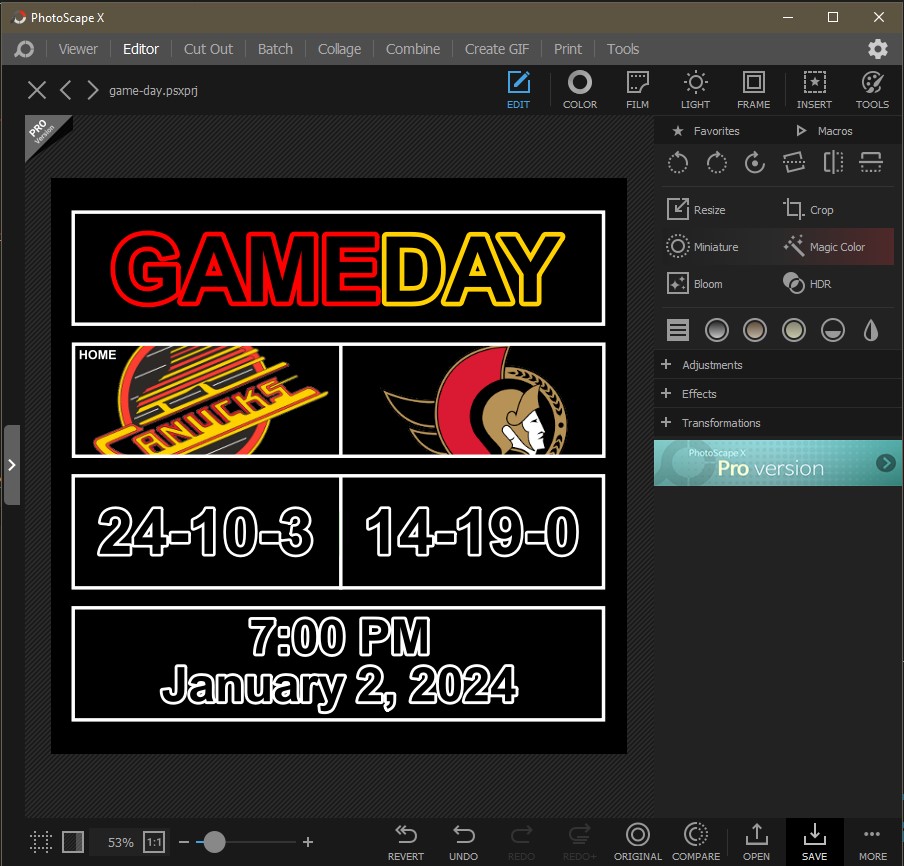 PhotoScape X
Viewer Editor Cut Out Batch Collage Combine Create GIF Print Tools
game-day.psxprj
EDIT COLOR FILM LIGHT FRAME INSERT TOOLS
PRO
Version
Favorites Macros
Resize Crop
Miniature Magic Color
Bloom HDR
Adjustments
Effects
Transformations
PhotoScape X
Pro version
GAMEDAY
HOME
CANUCKS
24-10-3 14-19-0
7:00 PM
January 2, 2024
53% 1:1
REVERT UNDO REDO REDO+ ORIGINAL COMPARE OPEN SAVE MORE